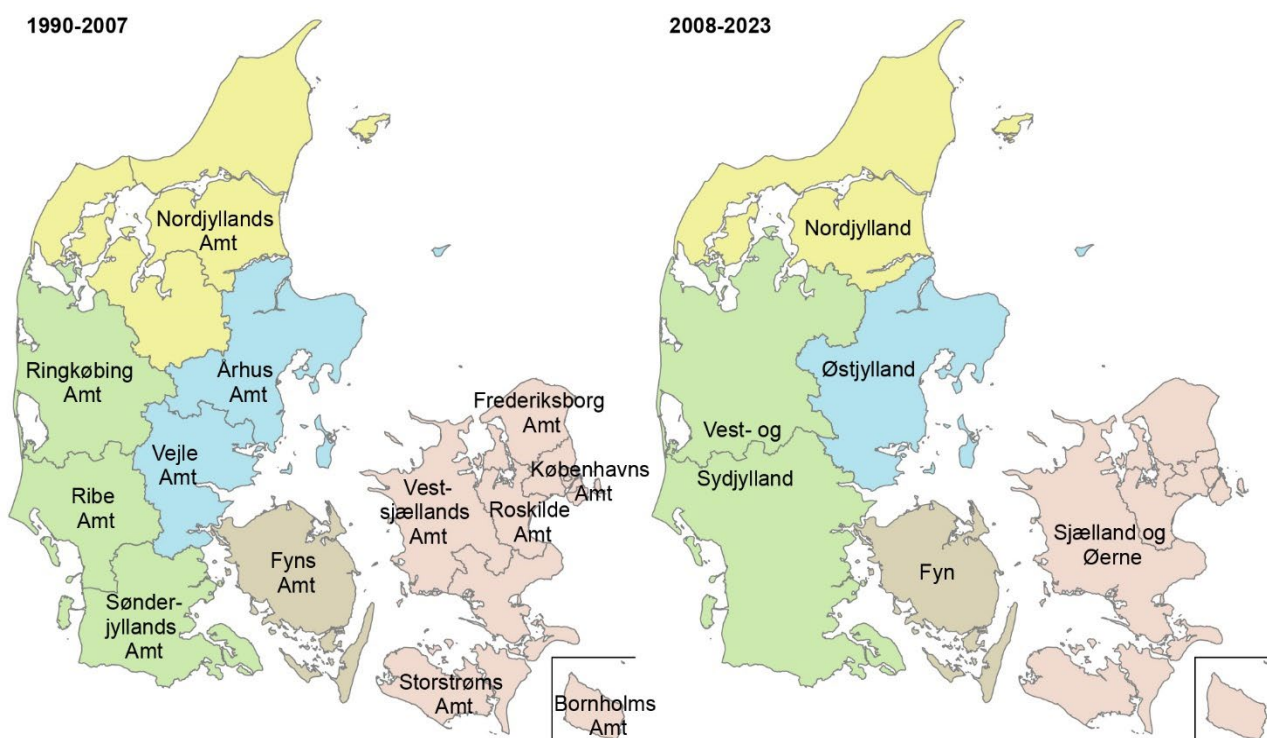 1990-2007
Nordjyllands
Amt
Ringkøbing
Amt
Århus
Amt
Vejle
Amt
Ribe
Amt
Sønder-
jyllands
Amt
Fyns
Amt
Frederiksborg
Amt
Københavns
Amt
Vest-
sjællands
Amt
Roskilde
Amt
Storstrøms
Amt
Bornholms
Amt
2008-2023
Nordjylland
Østjylland
Vest- og
Sydjylland
Fyn
Sjælland og
Øerne